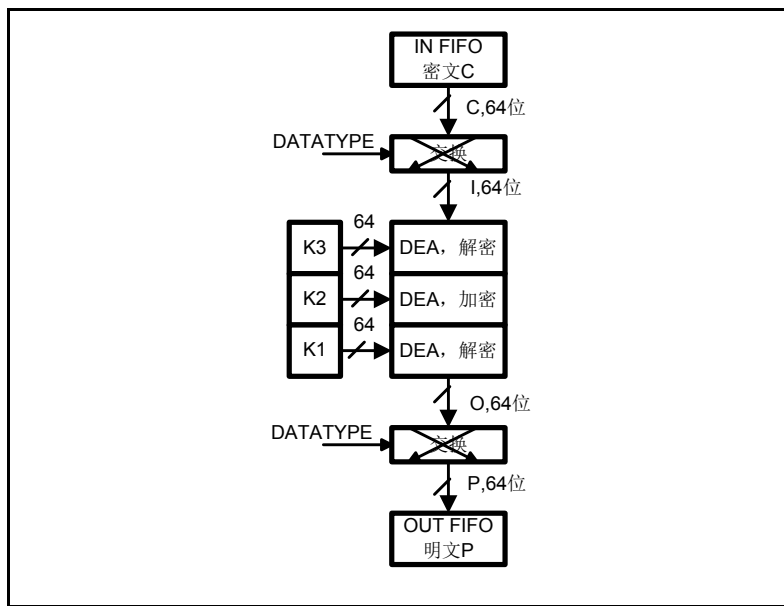 IN FIFO
密文C
C,64位
DATATYPE
交换
I,64位
64
K3
DEA，解密
64
K2
DEA，加密
64
K1
DEA，解密
O,64位
DATATYPE
交换
P,64位
OUT FIFO
明文P